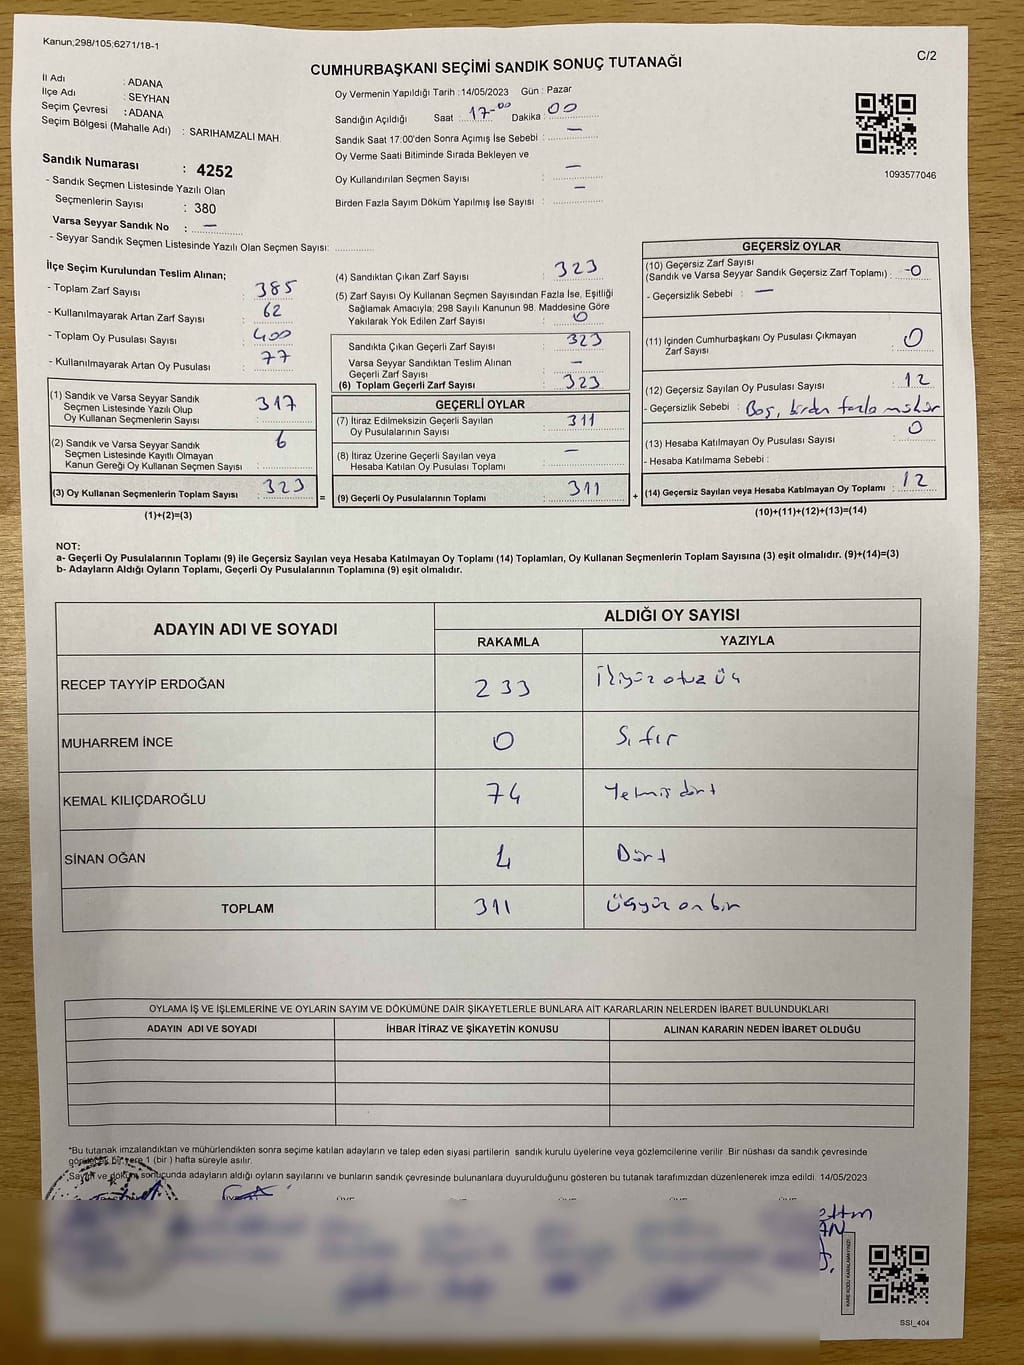 Kanun;298/105;6271/18-1
C/2
CUMHURBAŞKANI SEÇİMİ SANDIK SONUÇ TUTANAĞI
İl Adı : ADANA
İlçe Adı : SEYHAN
Seçim Çevresi : ADANA
Seçim Bölgesi (Mahalle Adı) : SARIHAMZALI MAH.
Sandık Numarası : 4252
- Sandık Seçmen Listesinde Yazılı Olan
Seçmenlerin Sayısı : 380
Varsa Seyyar Sandık No : —
- Seyyar Sandık Seçmen Listesinde Yazılı Olan Seçmen Sayısı:
Oy Vermenin Yapıldığı Tarih : 14/05/2023 Gün : Pazar
Sandığın Açıldığı Saat : 17-00 Dakika : 00
Sandık Saat 17:00'den Sonra Açımış İse Sebebi : —
Oy Verme Saati Bitiminde Sırada Bekleyen ve
Oy Kullandırılan Seçmen Sayısı : —
Birden Fazla Sayım Döküm Yapılmış İse Sayısı : —
1093577046
İlçe Seçim Kurulundan Teslim Alınan;
- Toplam Zarf Sayısı : 385
- Kullanılmayarak Artan Zarf Sayısı : 62
- Toplam Oy Pusulası Sayısı : 400
- Kullanılmayarak Artan Oy Pusulası : 77
(1) Sandık ve Varsa Seyyar Sandık
Seçmen Listesinde Yazılı Olup
Oy Kullanan Seçmenlerin Sayısı : 317
(2) Sandık ve Varsa Seyyar Sandık
Seçmen Listesinde Kayıtlı Olmayan
Kanun Gereği Oy Kullanan Seçmen Sayısı : 6
(3) Oy Kullanan Seçmenlerin Toplam Sayısı : 323
(1)+(2)=(3)
=
(4) Sandıktan Çıkan Zarf Sayısı : 323
(5) Zarf Sayısı Oy Kullanan Seçmen Sayısından Fazla İse, Eşitliği
Sağlamak Amacıyla; 298 Sayılı Kanunun 98. Maddesine Göre
Yakılarak Yok Edilen Zarf Sayısı : 0
Sandıkta Çıkan Geçerli Zarf Sayısı : 323
Varsa Seyyar Sandıktan Teslim Alınan
Geçerli Zarf Sayısı : —
(6) Toplam Geçerli Zarf Sayısı : 323
GEÇERLİ OYLAR
(7) İtiraz Edilmeksizin Geçerli Sayılan
Oy Pusulalarının Sayısı : 311
(8) İtiraz Üzerine Geçerli Sayılan veya
Hesaba Katılan Oy Pusulası Toplamı : —
(9) Geçerli Oy Pusulalarının Toplamı : 311
+
GEÇERSİZ OYLAR
(10) Geçersiz Zarf Sayısı
(Sandık ve Varsa Seyyar Sandık Geçersiz Zarf Toplamı) : -0
- Geçersizlik Sebebi : —
(11) İçinden Cumhurbaşkanı Oy Pusulası Çıkmayan
Zarf Sayısı : 0
(12) Geçersiz Sayılan Oy Pusulası Sayısı : 12
- Geçersizlik Sebebi : Boş, birden fazla mühür
(13) Hesaba Katılmayan Oy Pusulası Sayısı : 0
- Hesaba Katılmama Sebebi :
(14) Geçersiz Sayılan veya Hesaba Katılmayan Oy Toplamı : 12
(10)+(11)+(12)+(13)=(14)
NOT:
a- Geçerli Oy Pusulalarının Toplamı (9) ile Geçersiz Sayılan veya Hesaba Katılmayan Oy Toplamı (14) Toplamları, Oy Kullanan Seçmenlerin Toplam Sayısına (3) eşit olmalıdır. (9)+(14)=(3)
b- Adayların Aldığı Oyların Toplamı, Geçerli Oy Pusulalarının Toplamına (9) eşit olmalıdır.
ADAYIN ADI VE SOYADI
ALDIĞI OY SAYISI
RAKAMLA YAZIYLA
RECEP TAYYİP ERDOĞAN 233 İkiyüz otuz üç
MUHARREM İNCE 0 Sıfır
KEMAL KILIÇDAROĞLU 74 Yetmiş dört
SİNAN OĞAN 4 Dört
TOPLAM 311 Üçyüz on bir
OYLAMA İŞ VE İŞLEMLERİNE VE OYLARIN SAYIM VE DÖKÜMÜNE DAİR ŞİKAYETLERLE BUNLARA AİT KARARLARIN NELERDEN İBARET BULUNDUKLARI
ADAYIN ADI VE SOYADI İHBAR İTİRAZ VE ŞİKAYETİN KONUSU ALINAN KARARIN NEDEN İBARET OLDUĞU
*Bu tutanak imzalandıktan ve mühürlendikten sonra seçime katılan adayların ve talep eden siyasi partilerin sandık kurulu üyelerine veya gözlemcilerine verilir. Bir nüshası da sandık çevresinde
görülecek bir yere 1 (bir ) hafta süreyle asılır.
Sayım ve döküm sonucunda adayların aldığı oyların sayılarını ve bunların sandık çevresinde bulunanlara duyurulduğunu gösteren bu tutanak tarafımızdan düzenlenerek imza edildi. 14/05/2023
KARE KODU KARALAMAYINIZ!
SSİ_404